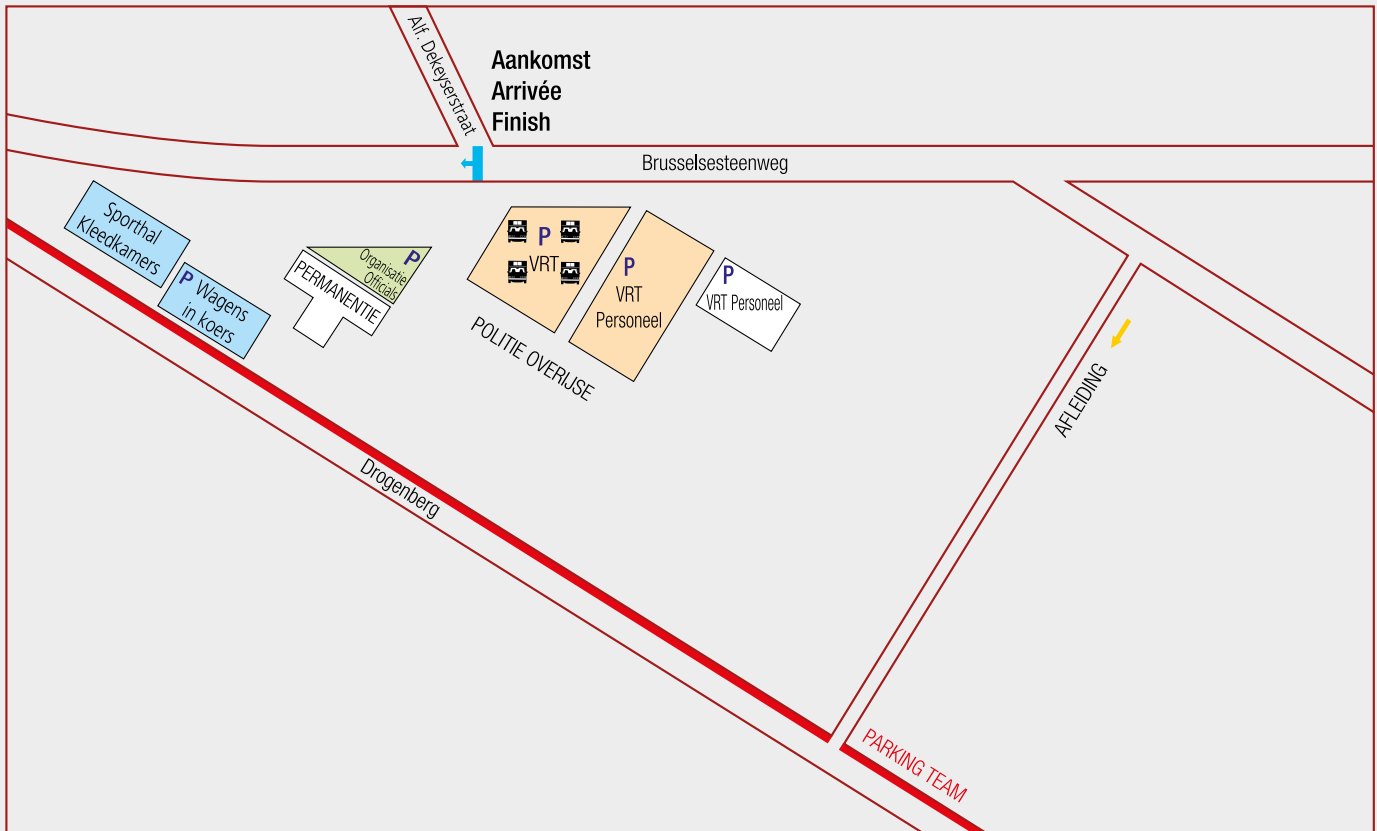 Alf. Dekeyserstraat
Aankomst
Arrivée
Finish
Brusselsesteenweg
Sporthal
Kleedkamers
P Wagens
in koers
P
Organisatie
Officials
PERMANENTIE
P
VRT
P
VRT
Personeel
P
VRT Personeel
POLITIE OVERIJSE
AFLEIDING
Drogenberg
PARKING TEAM